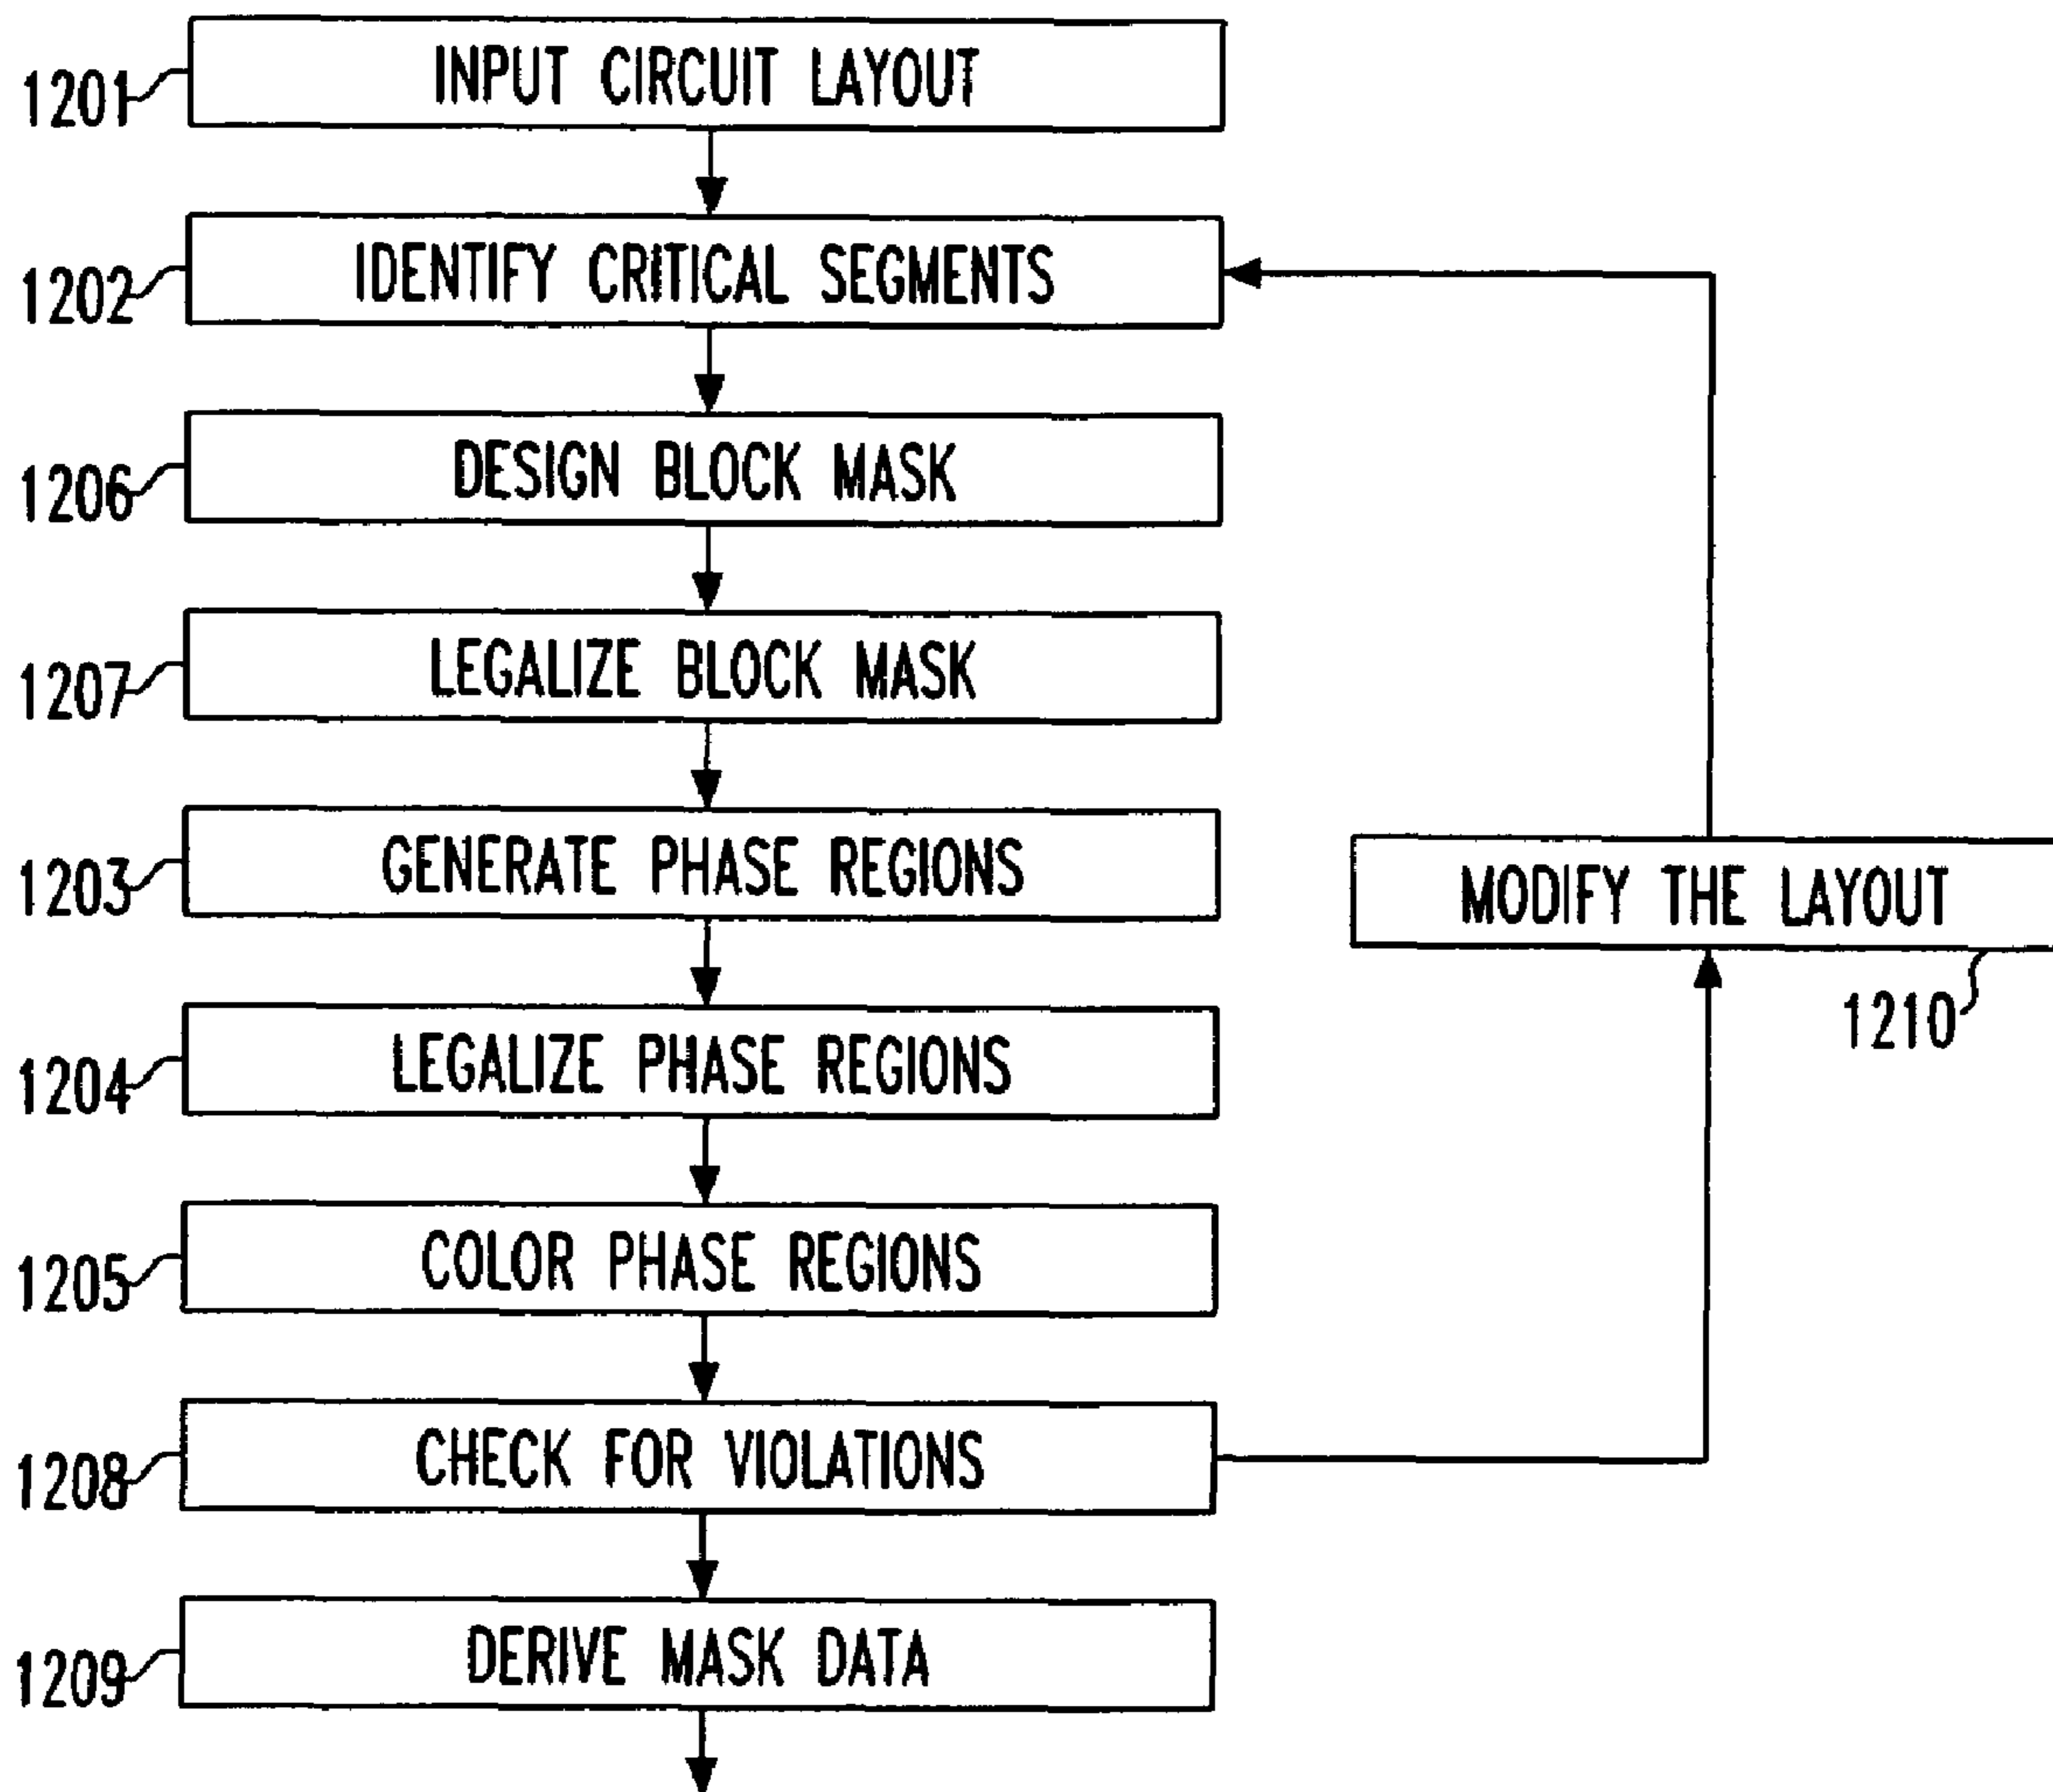 1201 INPUT CIRCUIT LAYOUT
1202 IDENTIFY CRITICAL SEGMENTS
1206 DESIGN BLOCK MASK
1207 LEGALIZE BLOCK MASK
1203 GENERATE PHASE REGIONS
MODIFY THE LAYOUT
1210
1204 LEGALIZE PHASE REGIONS
1205 COLOR PHASE REGIONS
1208 CHECK FOR VIOLATIONS
1209 DERIVE MASK DATA